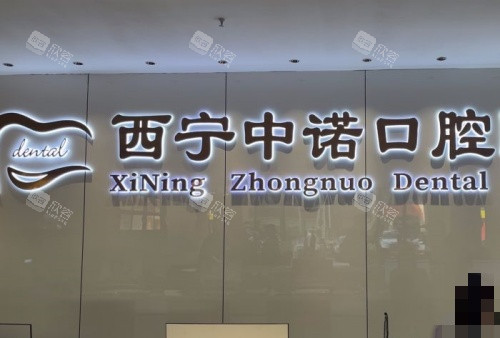 dental
西宁中诺口腔
XiNing Zhongnuo Dental